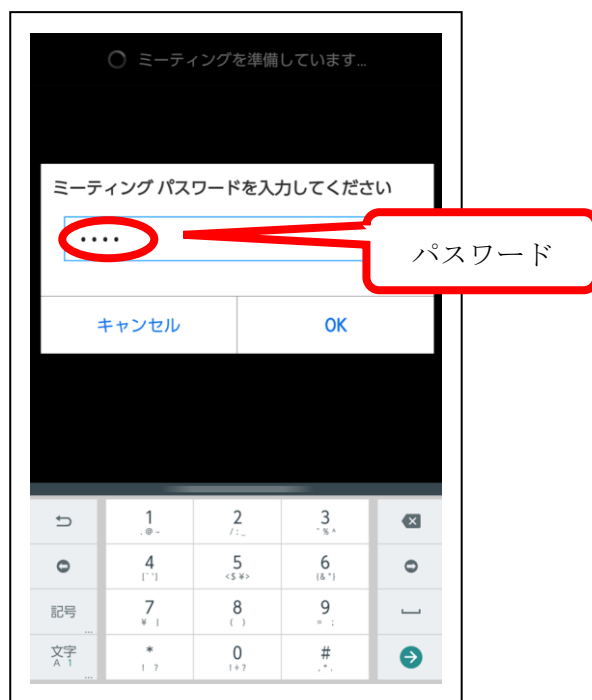 ミーティングを準備しています...
ミーティング パスワードを入力してください
••••
パスワード
キャンセル OK
1 2 3
. @ - / : _ ~ % ^
4 5 6
[ ` ' ] < $ ¥ > ( & " )
記号 7 8 9
¥ | ( ) = ;
文字 * 0 #
A 1 ! ? ! + ? . * .